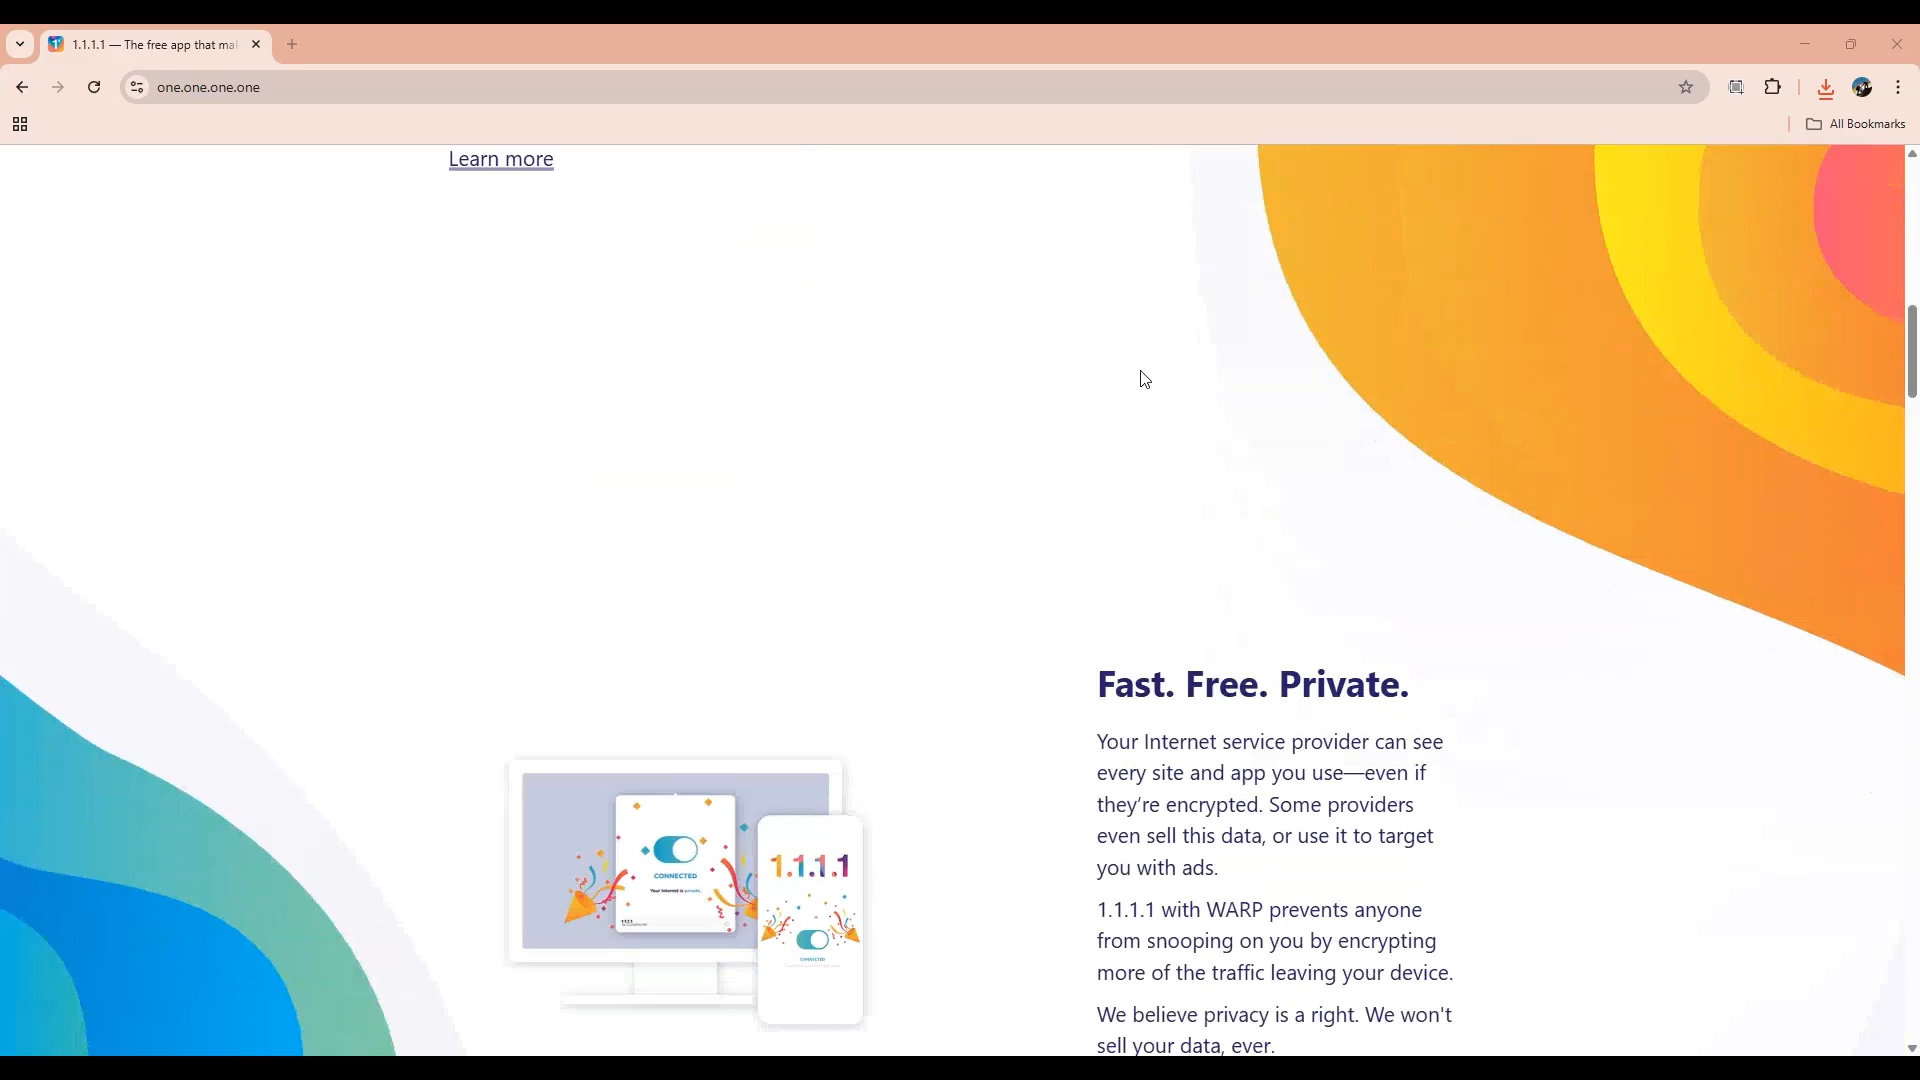 1.1.1.1 — The free app that ma
one.one.one.one
All Bookmarks
Learn more
Fast. Free. Private.
Your Internet service provider can see
every site and app you use—even if
they’re encrypted. Some providers
even sell this data, or use it to target
you with ads.
1.1.1.1 with WARP prevents anyone
from snooping on you by encrypting
more of the traffic leaving your device.
We believe privacy is a right. We won't
sell your data, ever.
CONNECTED
Your Internet is private.
1.1.1.1
CONNECTED